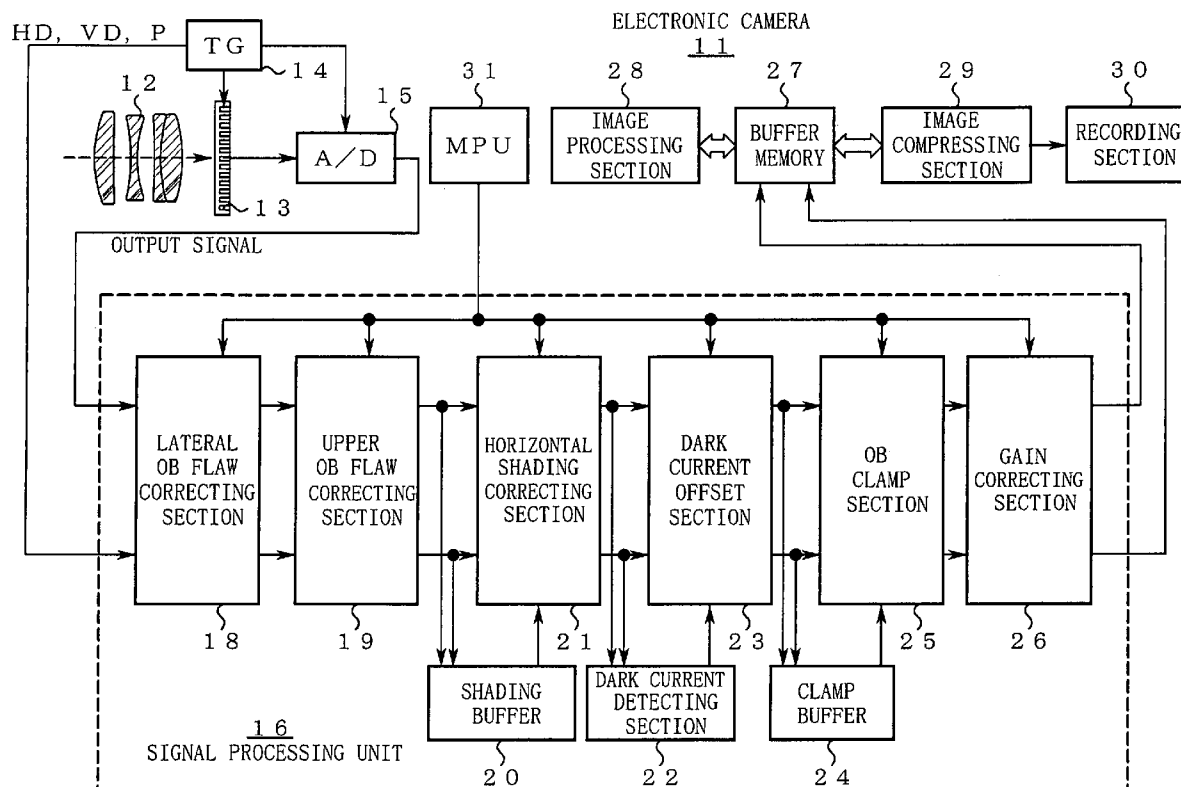 ELECTRONIC CAMERA
11
HD, VD, P
TG
14
12
15
A/D
13
OUTPUT SIGNAL
31
MPU
28
IMAGE
PROCESSING
SECTION
27
BUFFER
MEMORY
29
IMAGE
COMPRESSING
SECTION
30
RECORDING
SECTION
LATERAL
OB FLAW
CORRECTING
SECTION
18
UPPER
OB FLAW
CORRECTING
SECTION
19
HORIZONTAL
SHADING
CORRECTING
SECTION
21
DARK
CURRENT
OFFSET
SECTION
23
OB
CLAMP
SECTION
25
GAIN
CORRECTING
SECTION
26
SHADING
BUFFER
20
DARK CURRENT
DETECTING
SECTION
22
CLAMP
BUFFER
24
16
SIGNAL PROCESSING UNIT